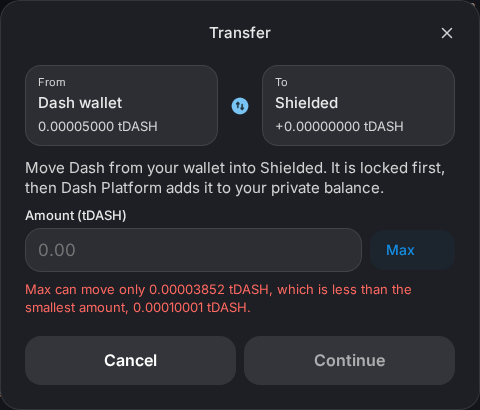 Transfer
From
Dash wallet
0.00005000 tDASH
To
Shielded
+0.00000000 tDASH
Move Dash from your wallet into Shielded. It is locked first,
then Dash Platform adds it to your private balance.
Amount (tDASH)
0.00
Max
Max can move only 0.00003852 tDASH, which is less than the
smallest amount, 0.00010001 tDASH.
Cancel
Continue